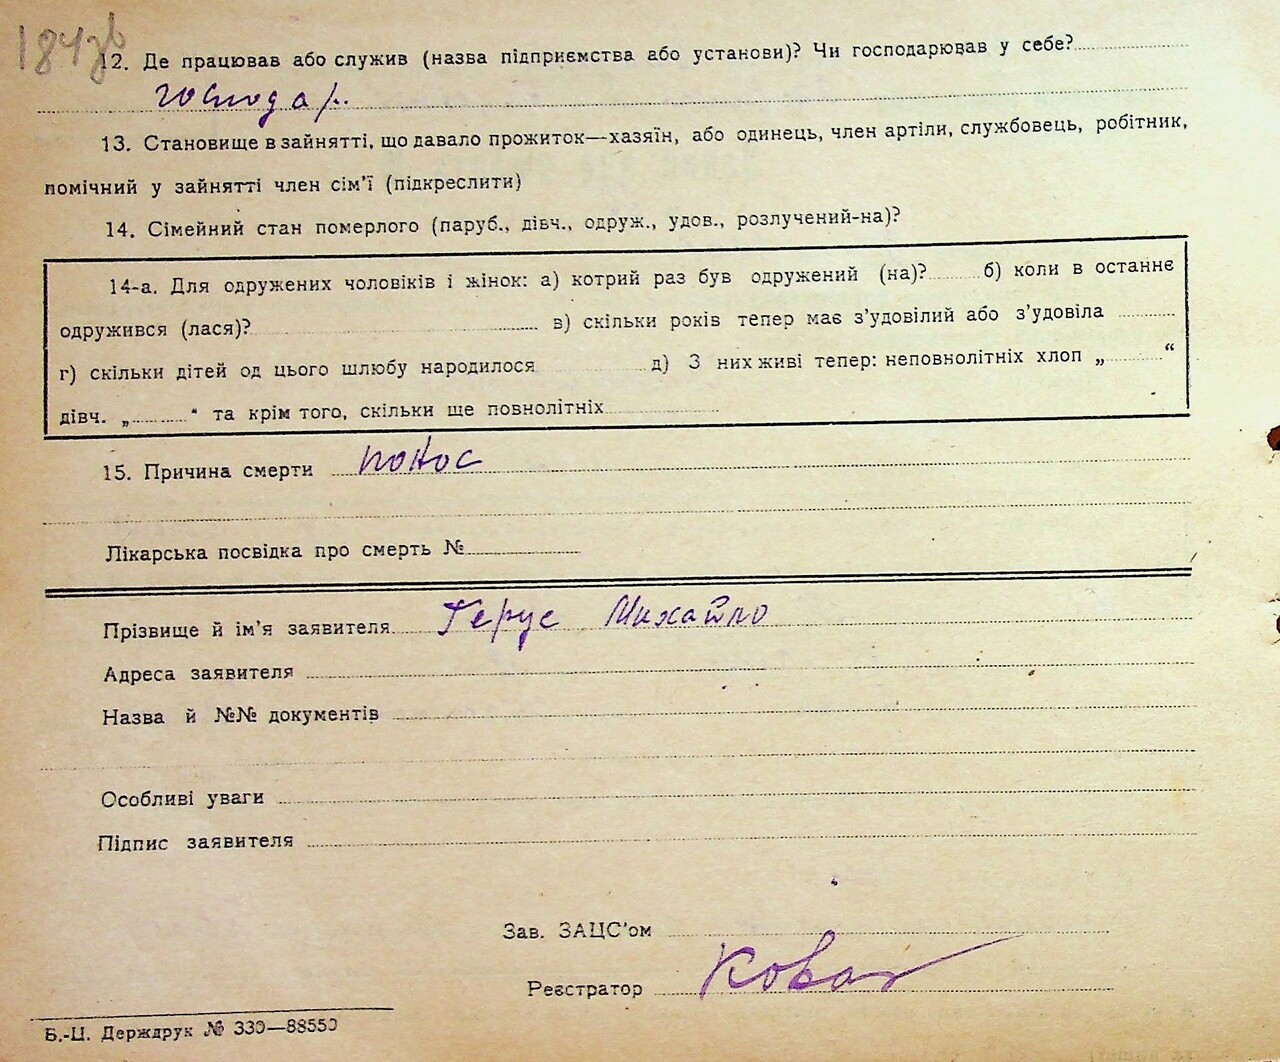 184зв
12. Де працював або служив (назва підприємства або установи)? Чи господарював у себе?
господар.
13. Становище в зайнятті, що давало прожиток—хазяїн, або одинець, член артіли, службовець, робітник,
помічний у зайнятті член сім'ї (підкреслити)
14. Сімейний стан померлого (паруб., дівч., одруж., удов., розлучений-на)?
14-а. Для одружених чоловіків і жінок: а) котрий раз був одружений (на)? б) коли в останнє
одружився (лася)? в) скільки років тепер має з'удовілий або з'удовіла
г) скільки дітей од цього шлюбу народилося д) З них живі тепер: неповнолітніх хлоп „ “
дівч. „ “ та крім того, скільки ще повнолітніх
15. Причина смерти понос
Лікарська посвідка про смерть №
Прізвище й ім'я заявителя Герус Михайло
Адреса заявителя
Назва й №№ документів
Особливі уваги
Підпис заявителя
Зав. ЗАЦС'ом
Реєстратор Ковал
Б.-Ц. Держдрук № 339—88550